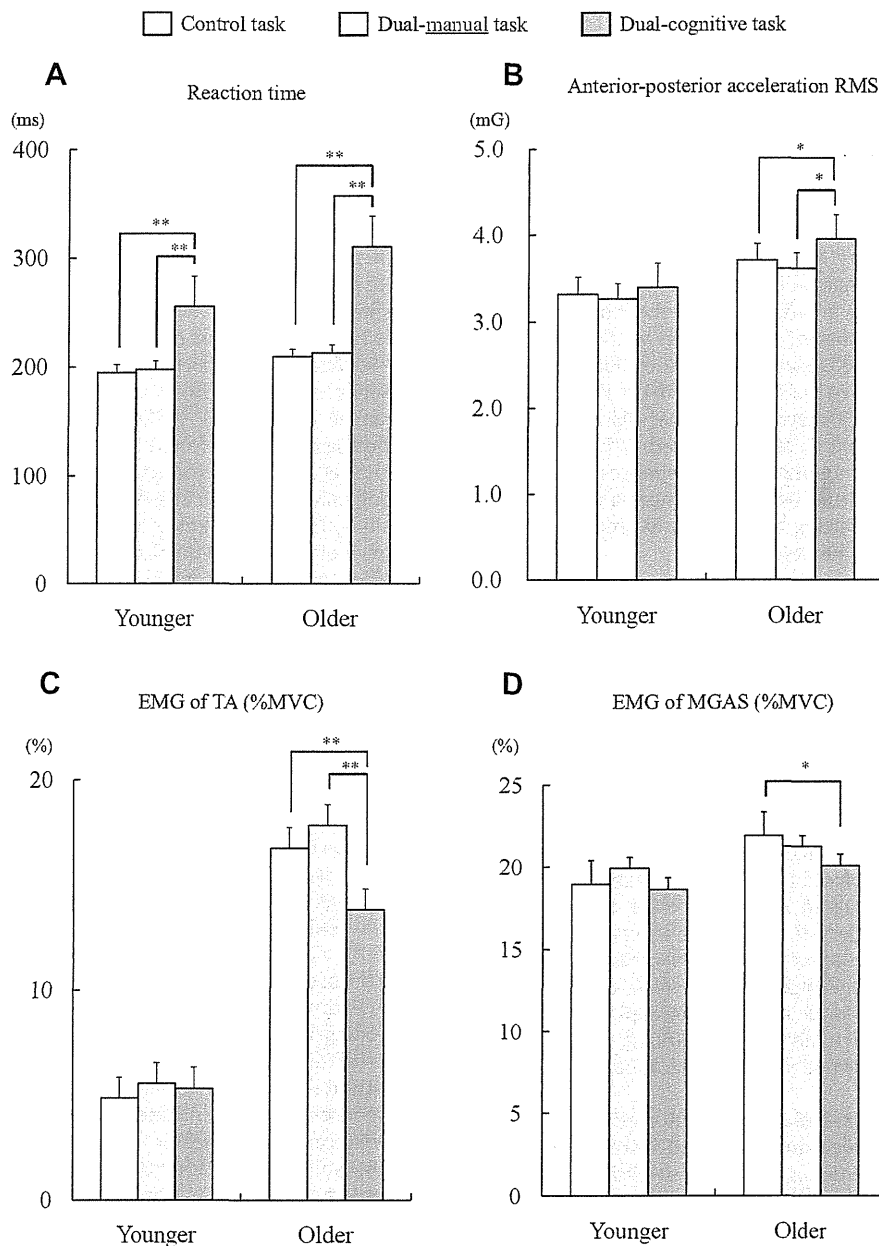 Control task Dual-manual task Dual-cognitive task
A
Reaction time
(ms)
400
300
200
100
0
** ** ** **
Younger Older
B
Anterior-posterior acceleration RMS
(mG)
5.0
4.0
3.0
2.0
1.0
0.0
* *
Younger Older
C
EMG of TA (%MVC)
(%)
20
10
0
** **
Younger Older
D
EMG of MGAS (%MVC)
(%)
25
20
15
10
5
0
*
Younger Older